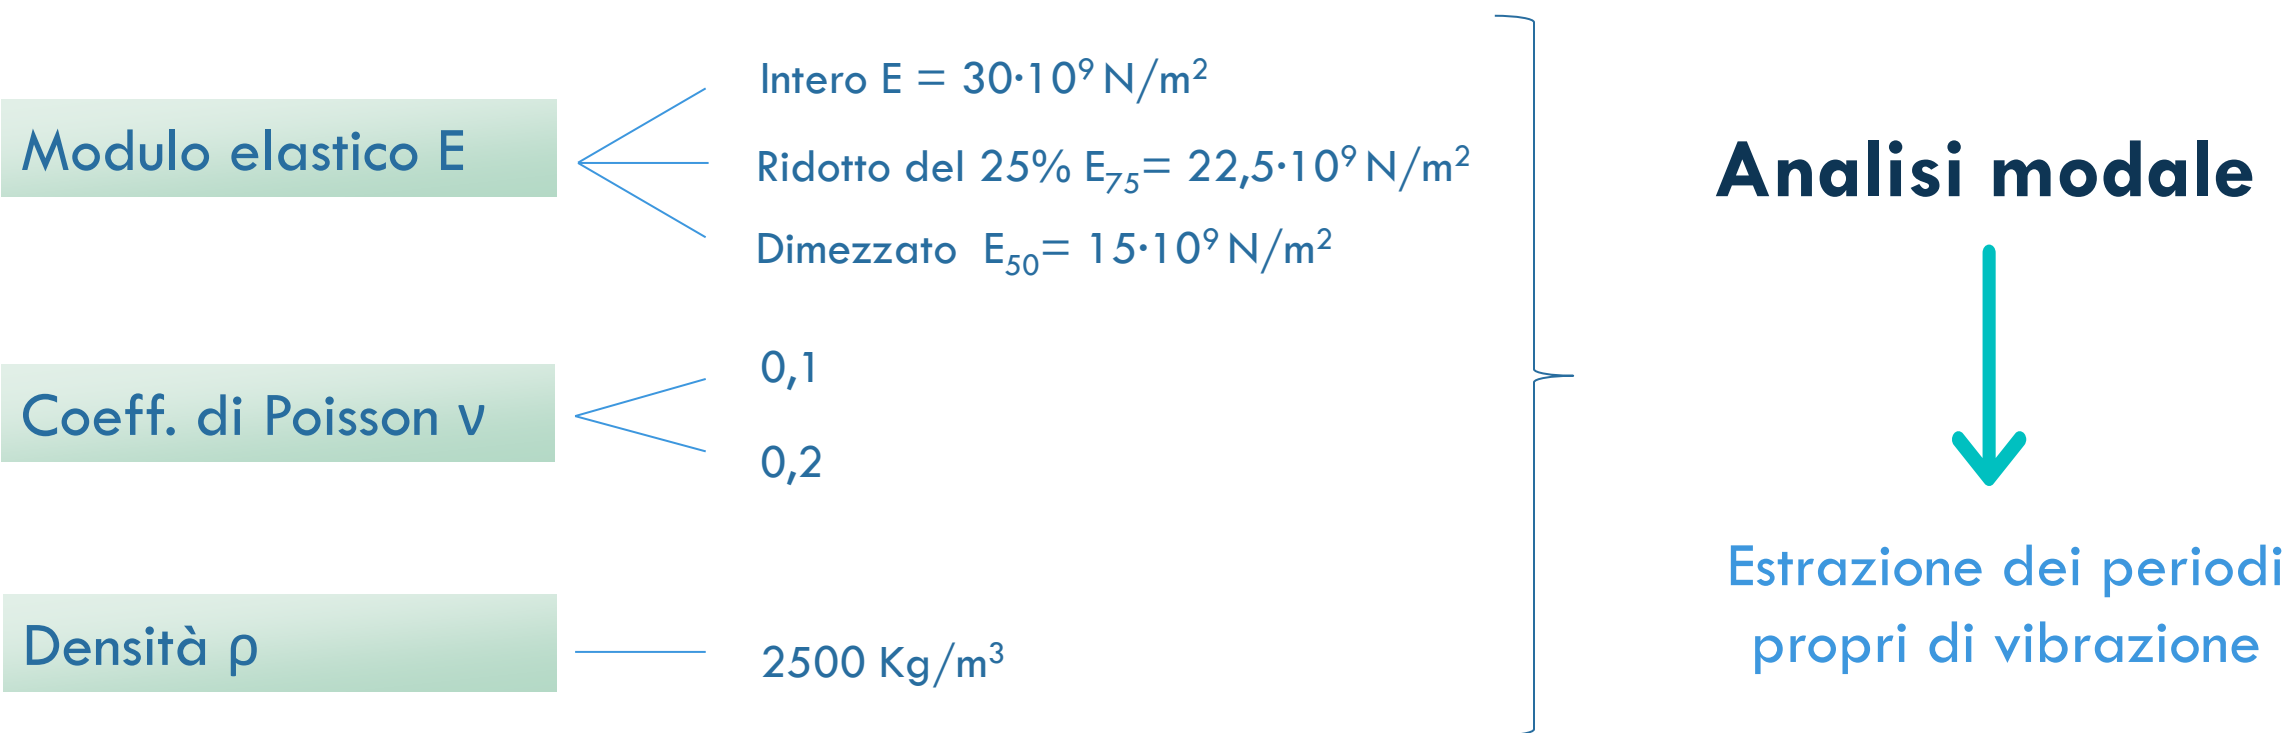 Modulo elastico E
Intero E = 30·10⁹ N/m²
Ridotto del 25% E₇₅= 22,5·10⁹ N/m²
Dimezzato E₅₀= 15·10⁹ N/m²
Coeff. di Poisson ν
0,1
0,2
Densità ρ
2500 Kg/m³
Analisi modale
Estrazione dei periodi
propri di vibrazione